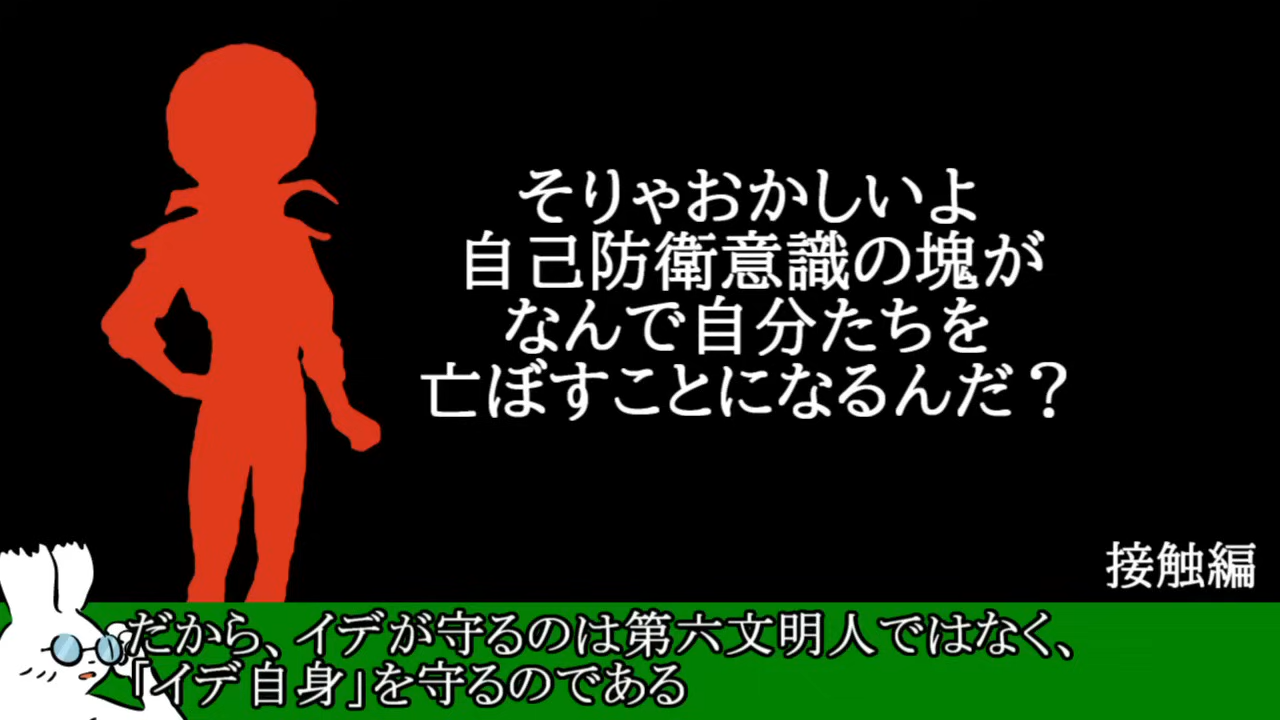 そりゃおかしいよ
自己防衛意識の塊が
なんで自分たちを
亡ぼすことになるんだ？
接触編
だから、イデが守るのは第六文明人ではなく、
「イデ自身」を守るのである